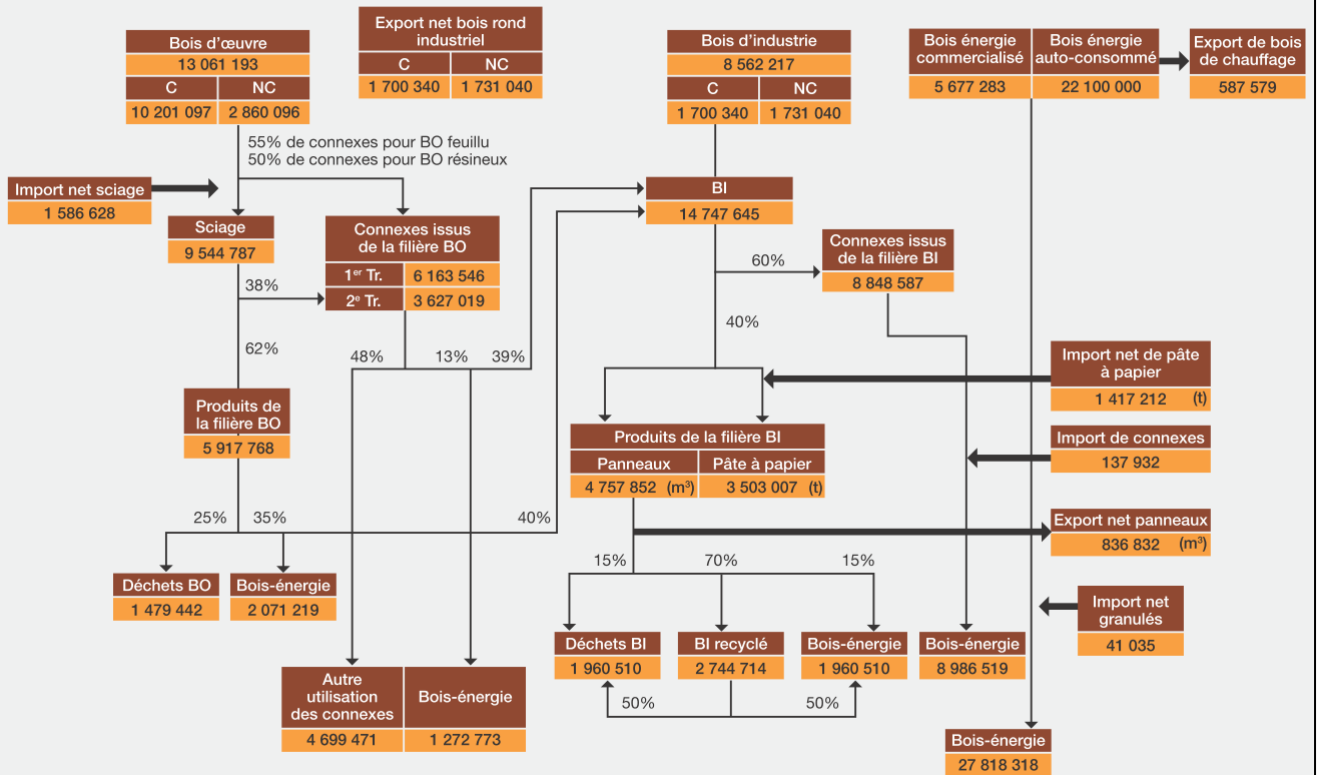 Bois d'œuvre
13 061 193
C NC
10 201 097 2 860 096
Export net bois rond
industriel
C NC
1 700 340 1 731 040
Bois d'industrie
8 562 217
C NC
1 700 340 1 731 040
Bois énergie
commercialisé
5 677 283
Bois énergie
auto-consommé
22 100 000
Export de bois
de chauffage
587 579
55% de connexes pour BO feuillu
50% de connexes pour BO résineux
Import net sciage
1 586 628
Sciage
9 544 787
Connexes issus
de la filière BO
1er Tr. 6 163 546
2e Tr. 3 627 019
BI
14 747 645
Connexes issus
de la filière BI
8 848 587
60%
38%
40%
62%
48% 13% 39%
Import net de pâte
à papier
1 417 212 (t)
Produits de
la filière BO
5 917 768
Produits de la filière BI
Panneaux Pâte à papier
4 757 852 (m³) 3 503 007 (t)
Import de connexes
137 932
25% 35% 40%
Export net panneaux
836 832 (m³)
15% 70% 15%
Déchets BO
1 479 442
Bois-énergie
2 071 219
Import net
granulés
41 035
Déchets BI
1 960 510
BI recyclé
2 744 714
Bois-énergie
1 960 510
Bois-énergie
8 986 519
50% 50%
Autre
utilisation
des connexes
4 699 471
Bois-énergie
1 272 773
Bois-énergie
27 818 318